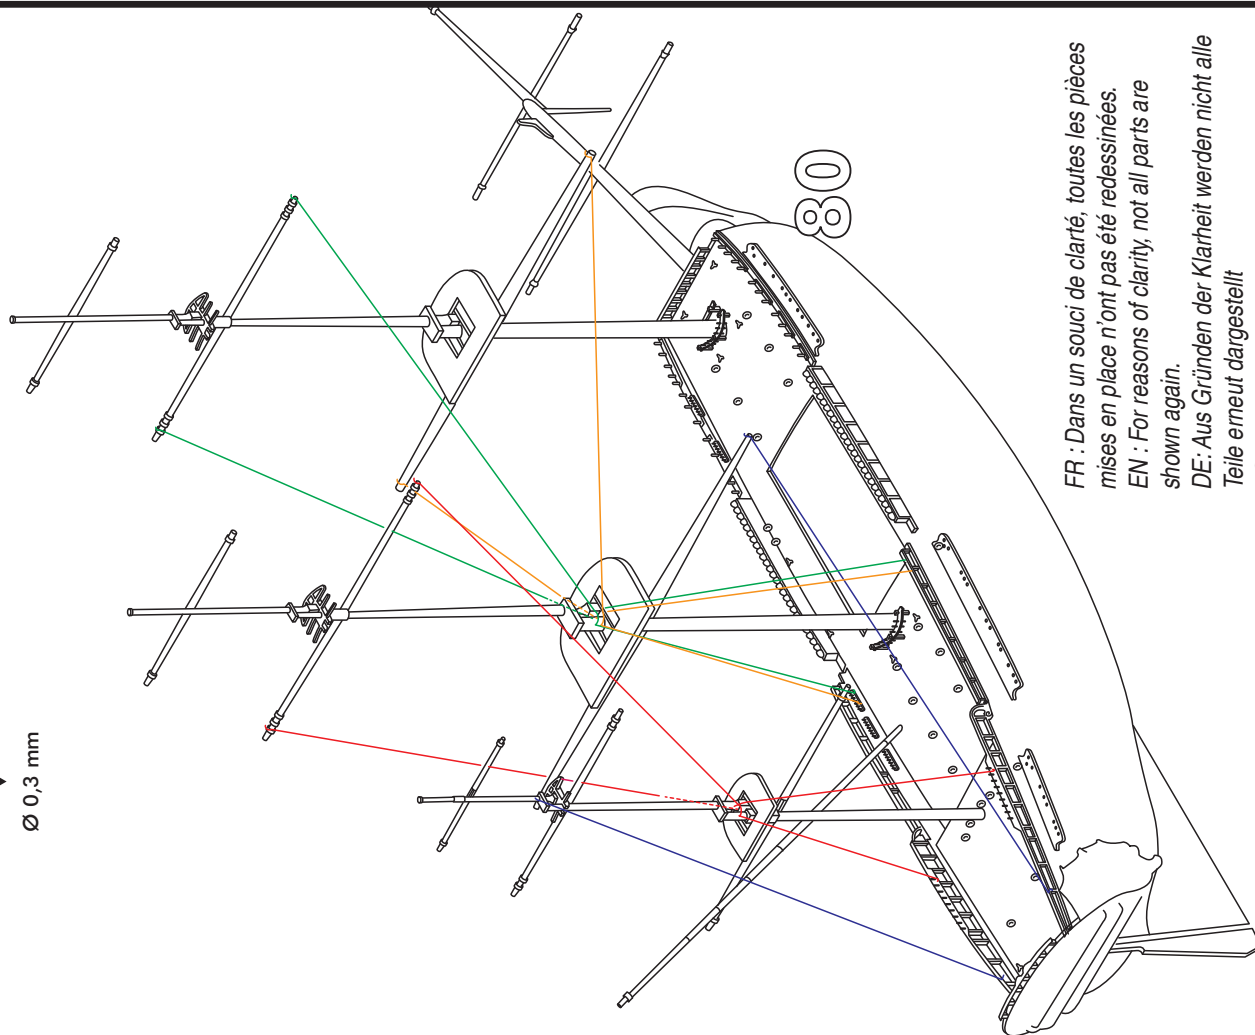 Ø 0,3 mm
80
FR : Dans un souci de clarté, toutes les pièces
mises en place n'ont pas été redessinées.
EN : For reasons of clarity, not all parts are
shown again.
DE: Aus Gründen der Klarheit werden nicht alle
Teile erneut dargestellt